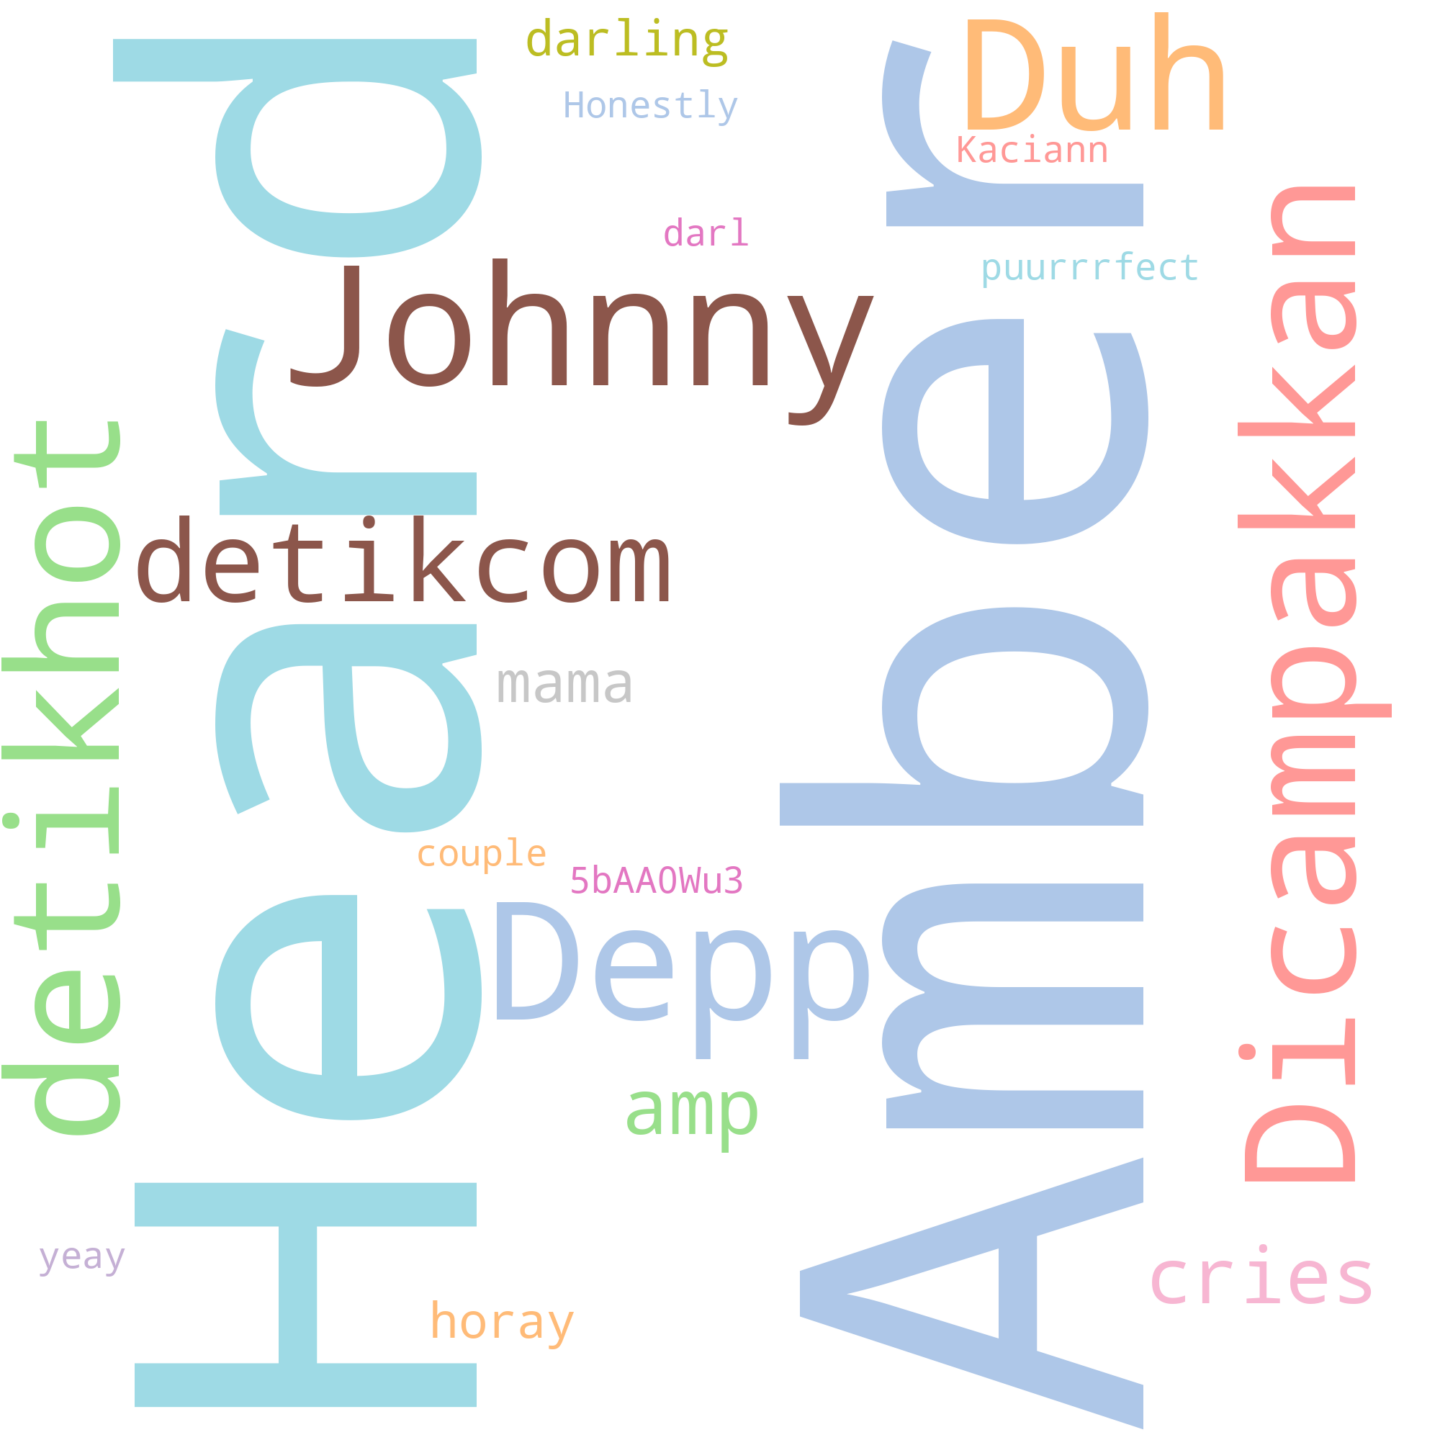 darling
Duh
Honestly
Kaciann
darl
puurrrfect
Johnny
Heard
Amber
Dicampakkan
detikhot
detikcom
mama
couple
5bAA0Wu3
Depp
amp
yeay
horay
cries